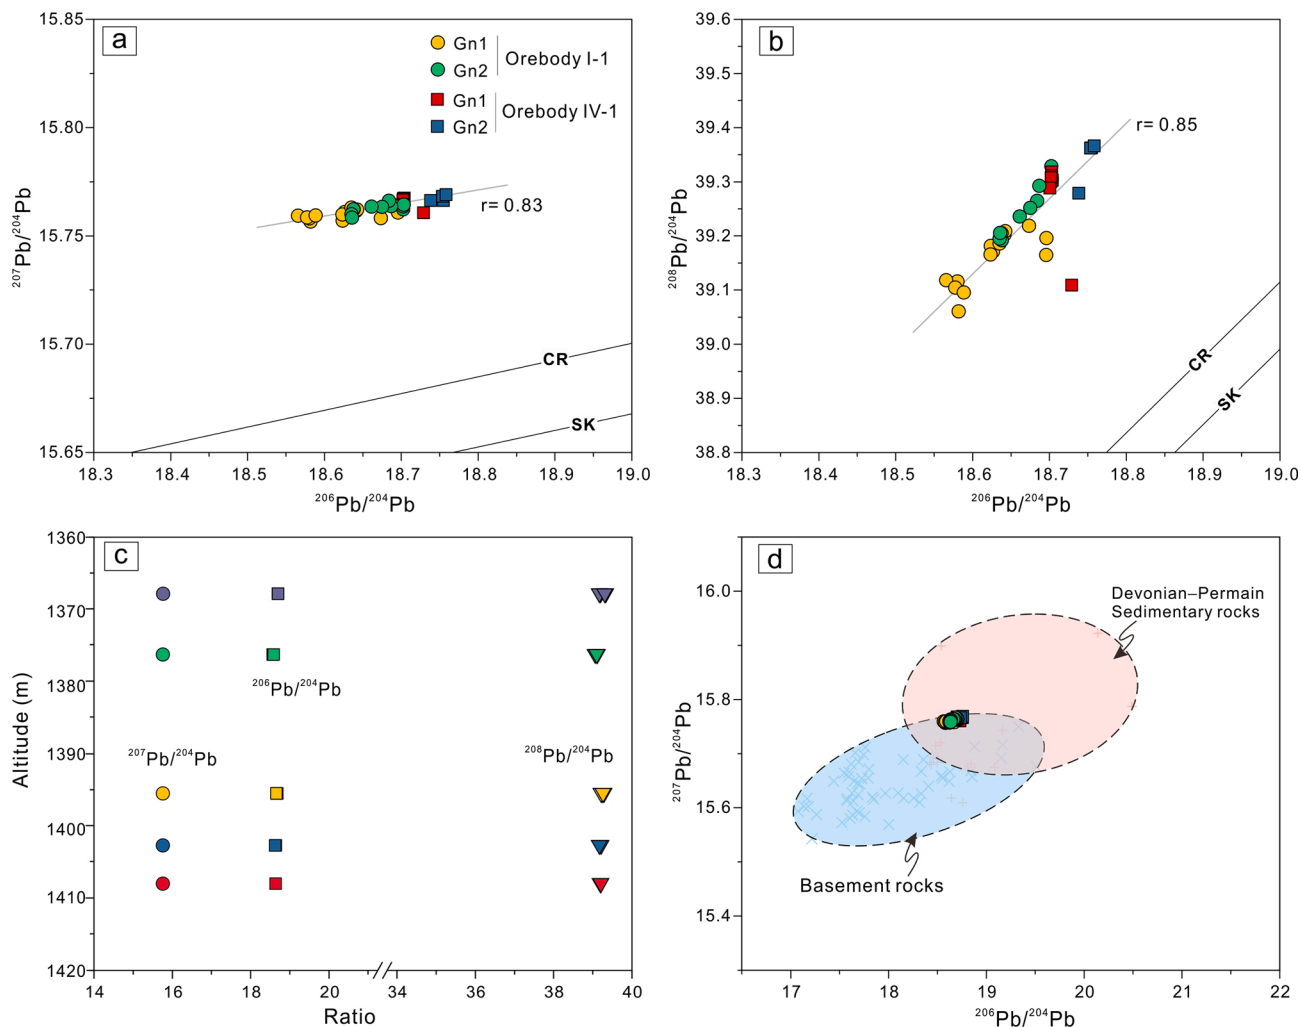 a
15.85
15.80
15.75
15.70
15.65
²⁰⁷Pb/²⁰⁴Pb
Gn1
Gn2
Orebody I-1
Gn1
Gn2
Orebody IV-1
r= 0.83
CR
SK
18.3
18.4
18.6
18.7
18.8
18.9
19.0
²⁰⁶Pb/²⁰⁴Pb
b
39.6
39.5
39.4
39.3
39.2
39.1
39.0
38.9
38.8
²⁰⁸Pb/²⁰⁴Pb
r= 0.85
CR
SK
18.3
18.4
18.5
18.6
18.7
18.8
18.9
19.0
²⁰⁶Pb/²⁰⁴Pb
c
1360
1370
1380
1390
1400
1410
1420
Altitude (m)
²⁰⁶Pb/²⁰⁴Pb
²⁰⁷Pb/²⁰⁴Pb
²⁰⁸Pb/²⁰⁴Pb
14
16
18
20
34
36
38
40
Ratio
d
16.0
15.8
15.6
15.4
²⁰⁷Pb/²⁰⁴Pb
Devonian–Permain
Sedimentary rocks
Basement rocks
17
18
19
20
21
22
²⁰⁶Pb/²⁰⁴Pb